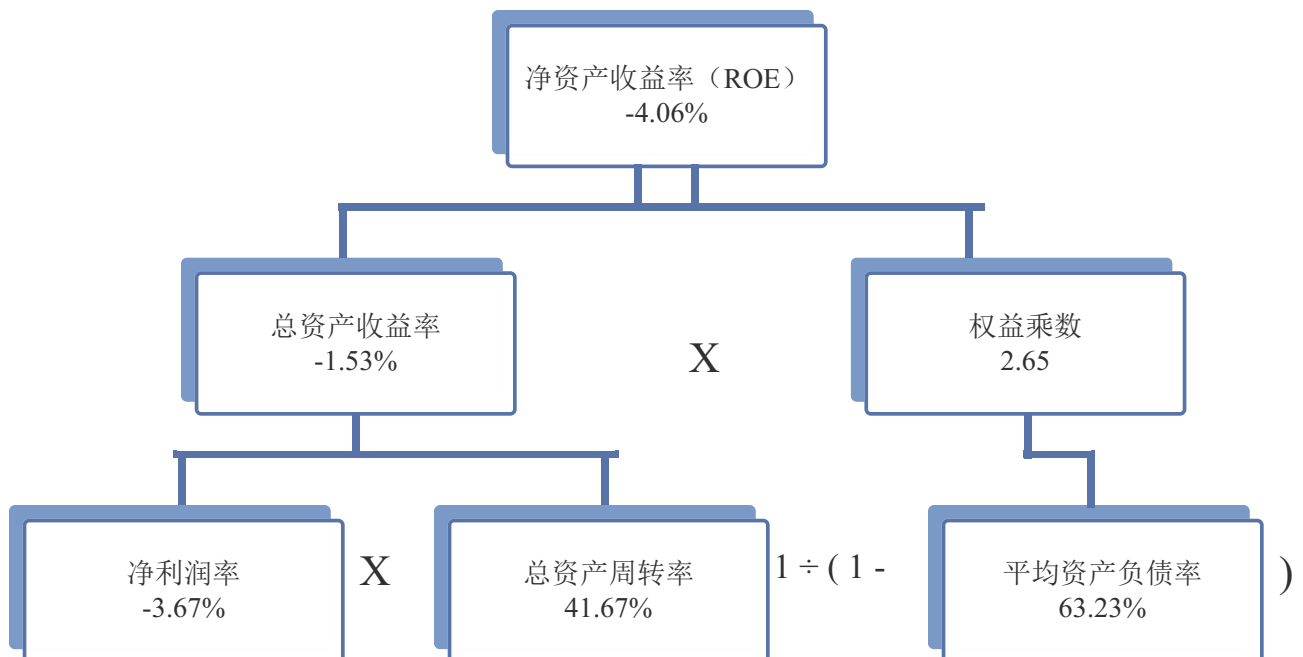 净资产收益率（ROE）
-4.06%
总资产收益率
-1.53%
X
权益乘数
2.65
净利润率
-3.67%
X
总资产周转率
41.67%
1 ÷ ( 1 -
平均资产负债率
63.23%
)